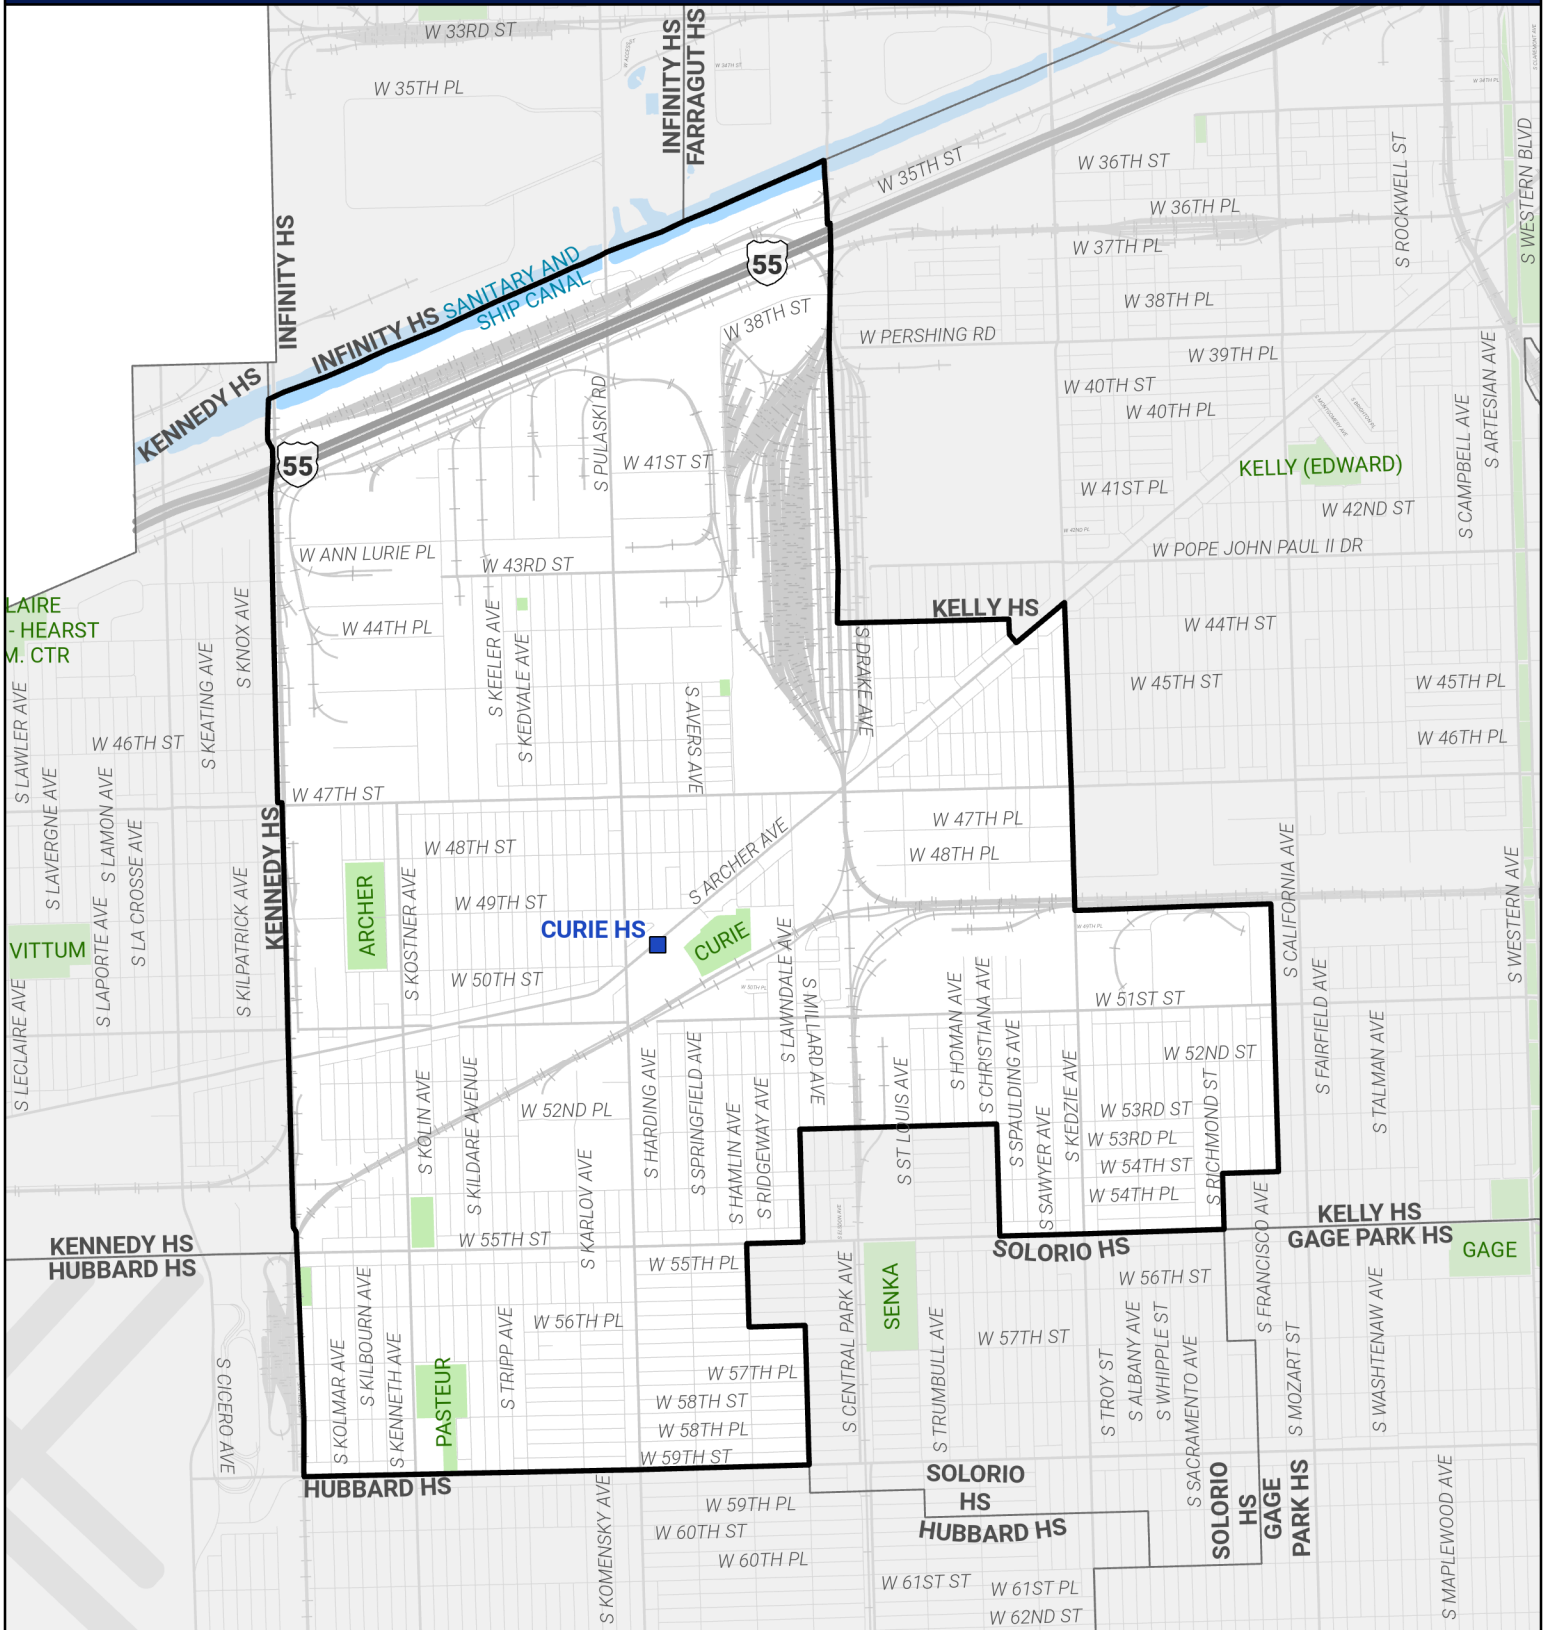 W 33RD ST
INFINITY HS
FARRAGUT HS
W 35TH PL
W 36TH ST
W 35TH ST
W 36TH ST
S ROCKWELL ST
S WESTERN BLVD
W 36TH PL
W 37TH PL
INFINITY HS
INFINITY HS
SANITARY AND
SHIP CANAL
55
W 38TH ST
W 38TH PL
W PERSHING RD
W 39TH PL
W 40TH ST
W 40TH PL
S ARTESIAN AVE
S CAMPBELL AVE
KENNEDY HS
55
S PULASKI RD
W 41ST ST
KELLY (EDWARD)
W 41ST PL
W 42ND ST
W 42ND PL
W ANN LURIE PL
W 43RD ST
W POPE JOHN PAUL II DR
LAIRE
- HEARST
M. CTR
S KNOX AVE
S KEATING AVE
W 44TH PL
S KEELER AVE
S KEDVALE AVE
S AVERS AVE
S DRAKE AVE
KELLY HS
W 44TH ST
W 45TH ST
W 45TH PL
W 46TH PL
S LAWLER AVE
W 46TH ST
S LAVERGNE AVE
S LAMON AVE
S LA CROSSE AVE
W 47TH ST
W 47TH PL
W 48TH PL
KENNEDY HS
W 48TH ST
S ARCHER AVE
S KILPATRICK AVE
ARCHER
S KOSTNER AVE
W 49TH ST
CURIE HS
CURIE
W 49TH PL
S CALIFORNIA AVE
S WESTERN AVE
VITTUM
S LAPORTE AVE
S LECLAIRE AVE
W 50TH ST
W 50TH PL
S LAWNDALE AVE
S MILLARD AVE
S HOMAN AVE
S CHRISTIANA AVE
W 51ST ST
S FAIRFIELD AVE
S TALMAN AVE
W 52ND ST
S KOLIN AVE
S KILDARE AVENUE
W 52ND PL
S KARLOV AVE
S HARDING AVE
S SPRINGFIELD AVE
S HAMLIN AVE
S RIDGEWAY AVE
S ST LOUIS AVE
S SPAULDING AVE
S SAWYER AVE
S KEDZIE AVE
W 53RD ST
W 53RD PL
W 54TH ST
W 54TH PL
S RICHMOND ST
KENNEDY HS
HUBBARD HS
W 55TH ST
W 55TH PL
SOLORIO HS
KELLY HS
GAGE PARK HS
GAGE
S FRANCISCO AVE
S CICERO AVE
S KOLMAR AVE
S KILBOURN AVE
S KENNETH AVE
PASTEUR
S TRIPP AVE
W 56TH PL
W 57TH PL
W 58TH ST
W 58TH PL
W 59TH ST
S CENTRAL PARK AVE
SENKA
S TRUMBULL AVE
W 56TH ST
W 57TH ST
S TROY ST
S ALBANY AVE
S WHIPPLE ST
S SACRAMENTO AVE
S MOZART ST
S WASHTENAW AVE
HUBBARD HS
S KOMENSKY AVE
W 59TH PL
W 60TH ST
W 60TH PL
SOLORIO
HS
HUBBARD HS
W 61ST ST
W 61ST PL
W 62ND ST
SOLORIO
HS
GAGE
PARK HS
S MAPLEWOOD AVE